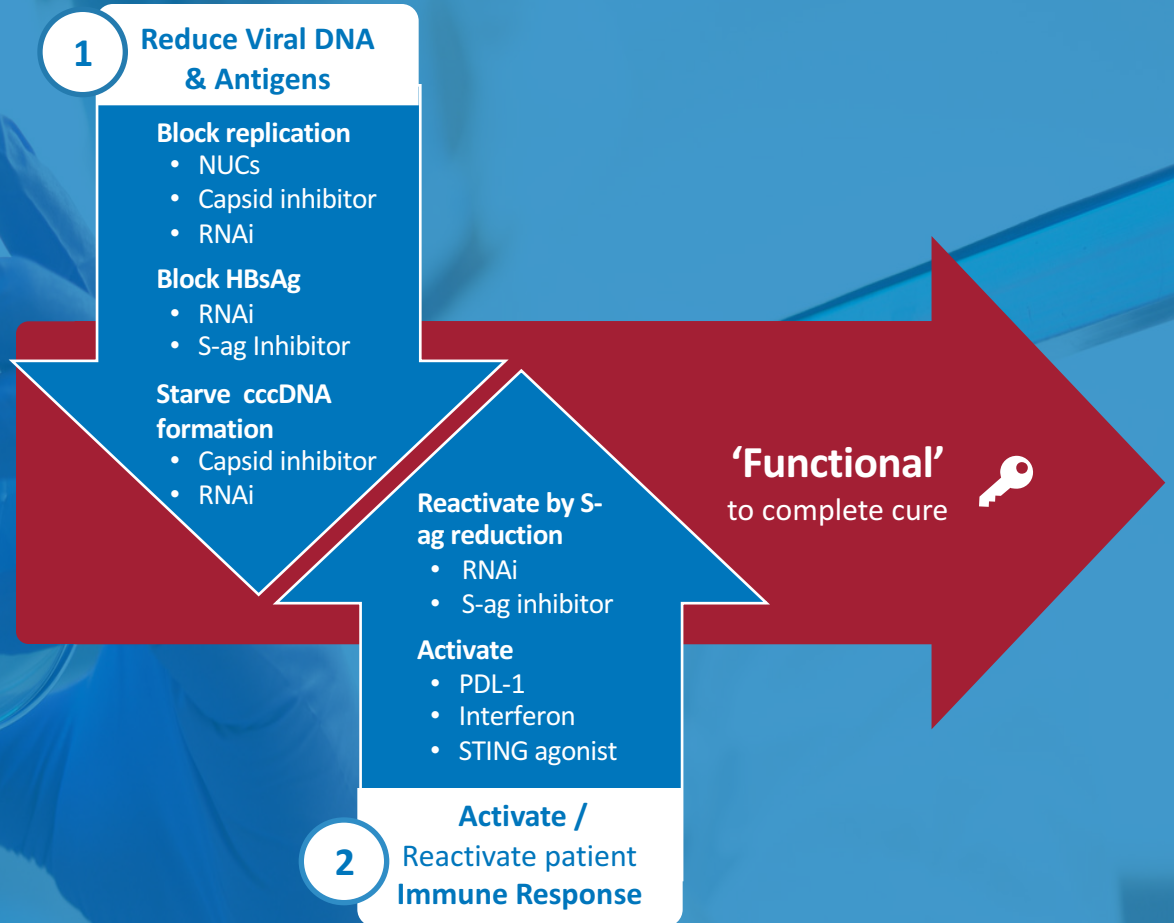 1
Reduce Viral DNA
& Antigens
Block replication
• NUCs
• Capsid inhibitor
• RNAi
Block HBsAg
• RNAi
• S-ag Inhibitor
Starve cccDNA
formation
• Capsid inhibitor
• RNAi
Reactivate by S-
ag reduction
• RNAi
• S-ag inhibitor
Activate
• PDL-1
• Interferon
• STING agonist
2
Activate /
Reactivate patient
Immune Response
‘Functional’
to complete cure